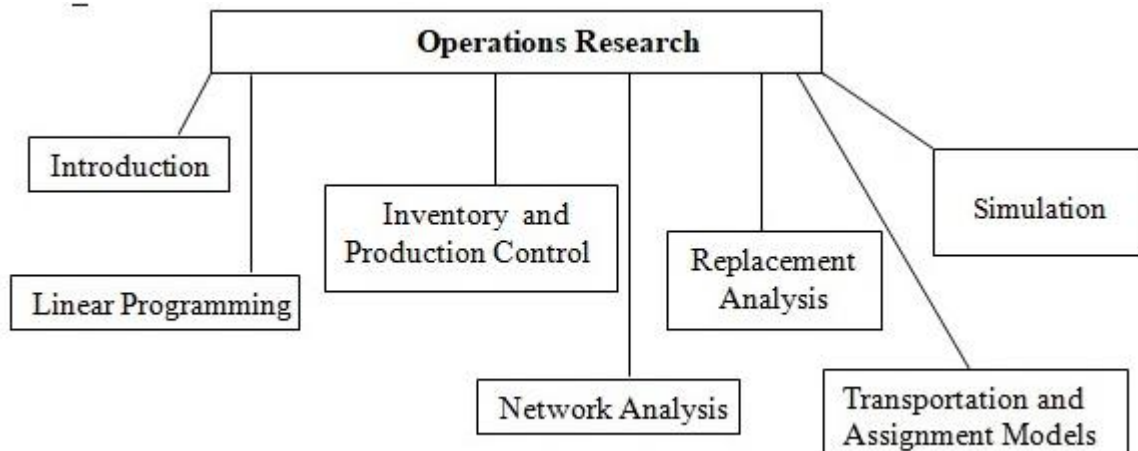 Operations Research
Introduction
Linear Programming
Inventory and
Production Control
Network Analysis
Replacement
Analysis
Transportation and
Assignment Models
Simulation